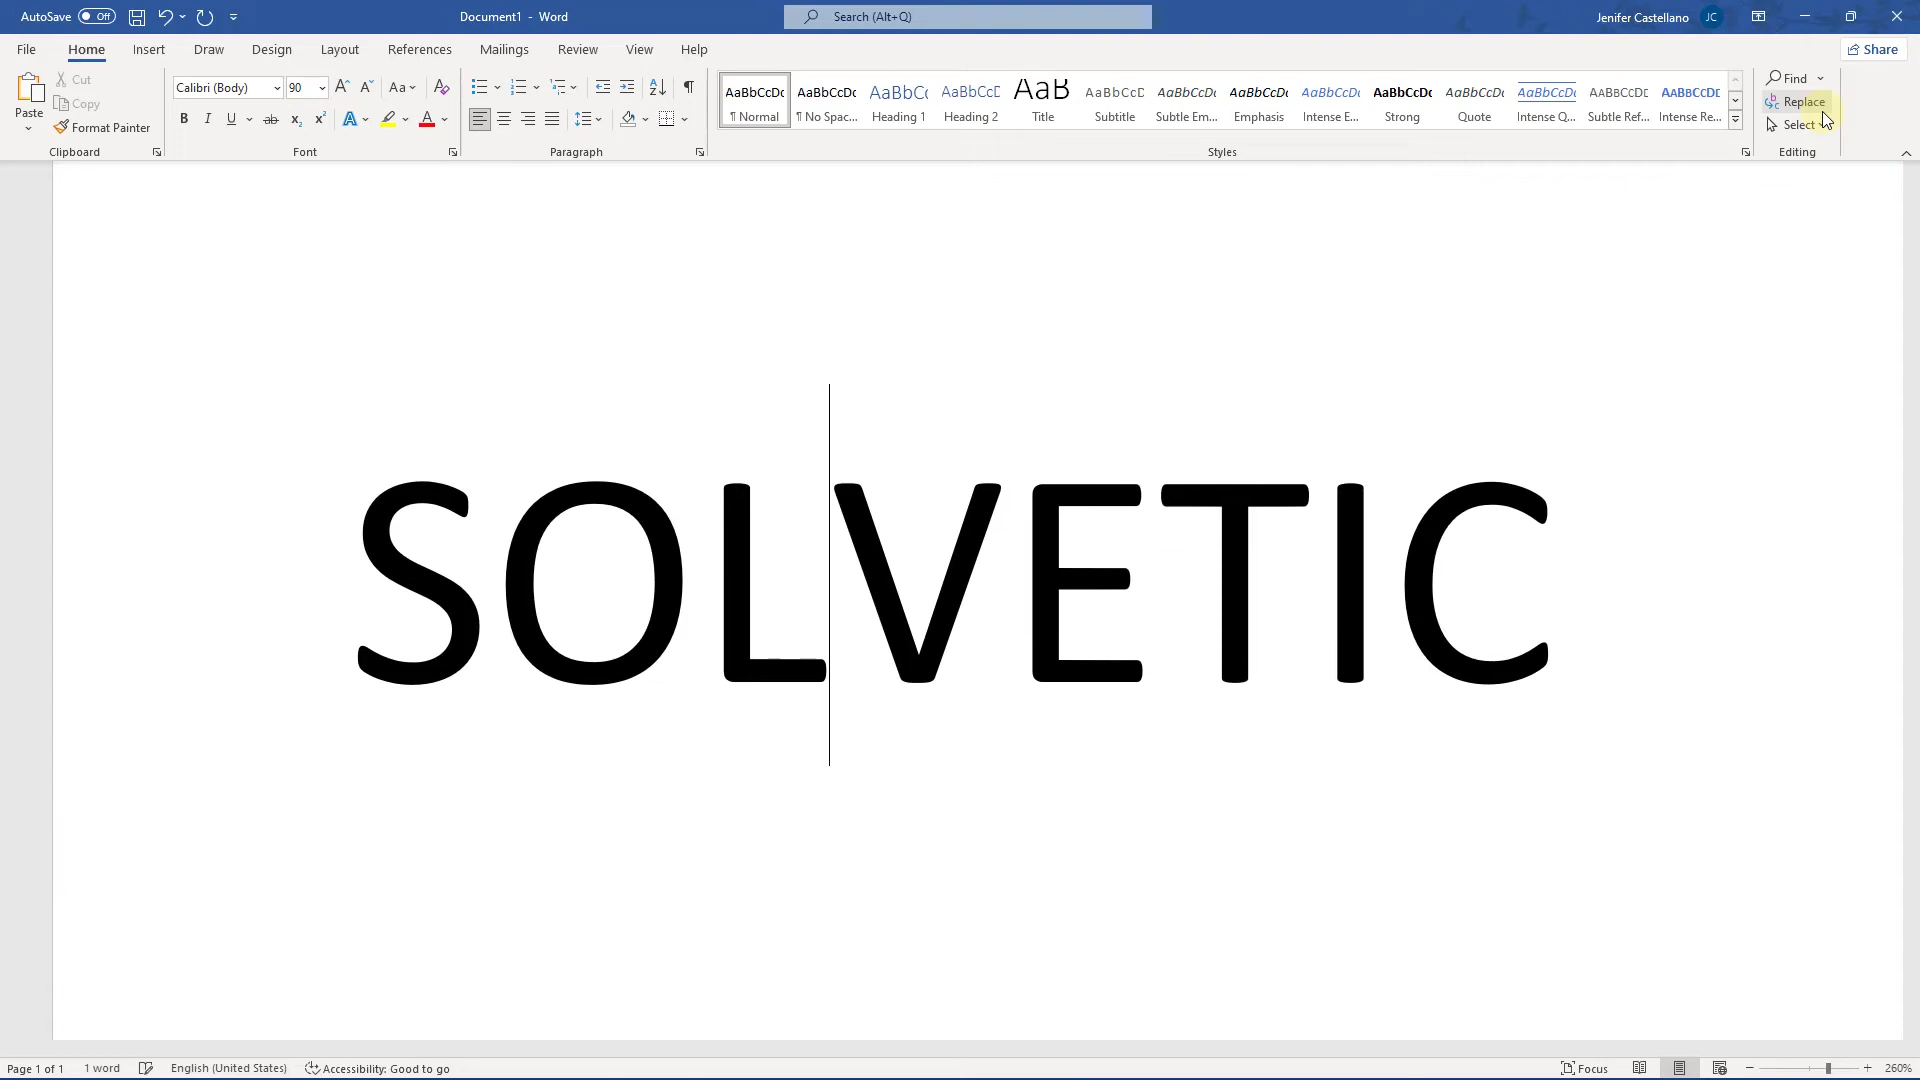 AutoSave Off Document1 - Word Search (Alt+Q) Jenifer Castellano JC
File Home Insert Draw Design Layout References Mailings Review View Help Share
Paste
Cut
Copy
Format Painter
Clipboard
Calibri (Body) 90
Font
Paragraph
AaBbCcDc AaBbCcDc AaBbCc AaBbCcD AaB AaBbCcD AaBbCcDc AaBbCcDc AaBbCcDc AaBbCcDc AaBbCcDc AaBbCcDc AABBCCDD AABBCCDD
¶ Normal ¶ No Spac... Heading 1 Heading 2 Title Subtitle Subtle Em... Emphasis Intense E... Strong Quote Intense Q... Subtle Ref... Intense Re...
Styles
Find
Replace
Select
Editing
SOLVETIC
Page 1 of 1 1 word English (United States) Accessibility: Good to go Focus 260%